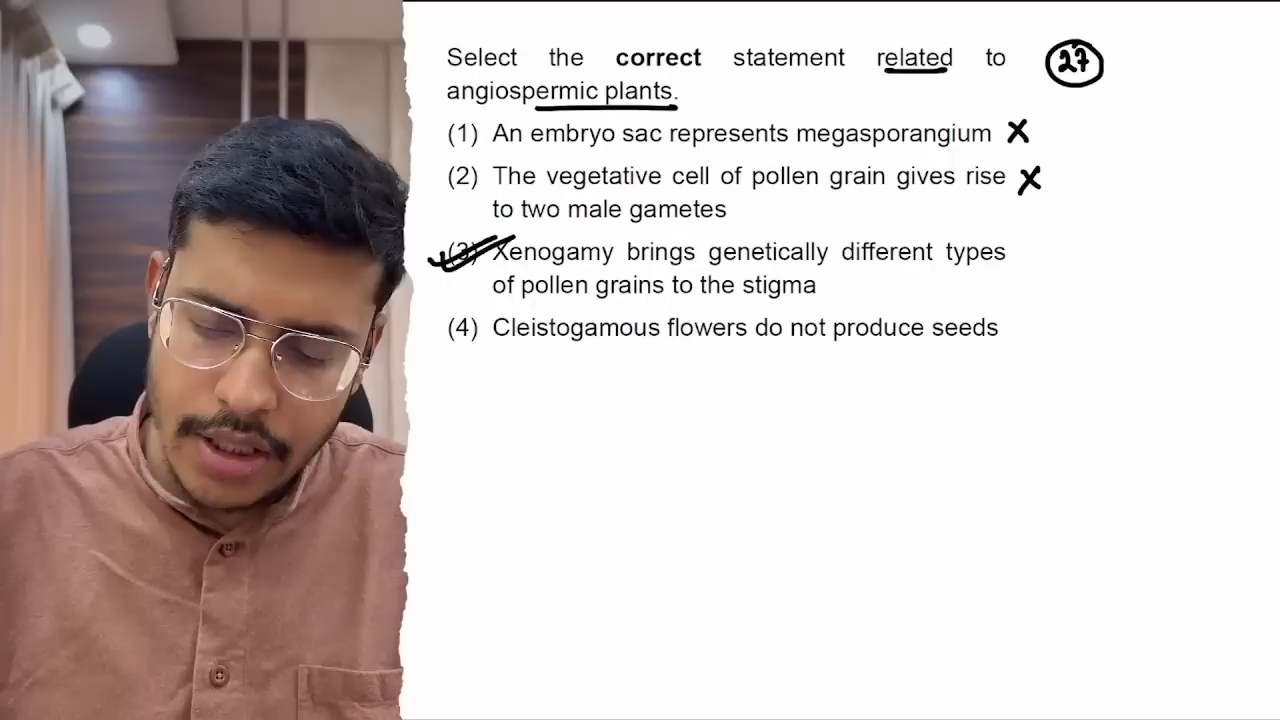 Select the correct statement related to
27
angiospermic plants.
(1) An embryo sac represents megasporangium
(2) The vegetative cell of pollen grain gives rise
to two male gametes
(3) Xenogamy brings genetically different types
of pollen grains to the stigma
(4) Cleistogamous flowers do not produce seeds